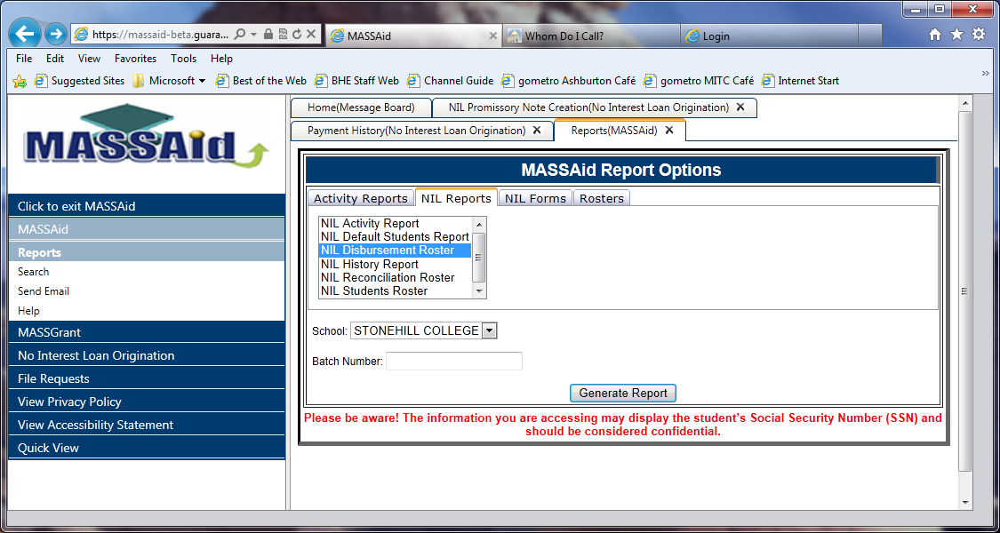 https://massaid-beta.guara...
MASSAid
Whom Do I Call?
Login
File Edit View Favorites Tools Help
Suggested Sites Microsoft Best of the Web BHE Staff Web Channel Guide gometro Ashburton Café gometro MITC Café Internet Start
MASSAid
Click to exit MASSAid
MASSAid
Reports
Search
Send Email
Help
MASSGrant
No Interest Loan Origination
File Requests
View Privacy Policy
View Accessibility Statement
Quick View
Home(Message Board) NIL Promissory Note Creation(No Interest Loan Origination)
Payment History(No Interest Loan Origination) Reports(MASSAid)
MASSAid Report Options
Activity Reports NIL Reports NIL Forms Rosters
NIL Activity Report
NIL Default Students Report
NIL Disbursement Roster
NIL History Report
NIL Reconciliation Roster
NIL Students Roster
School: STONEHILL COLLEGE
Batch Number:
Generate Report
Please be aware! The information you are accessing may display the student's Social Security Number (SSN) and
should be considered confidential.